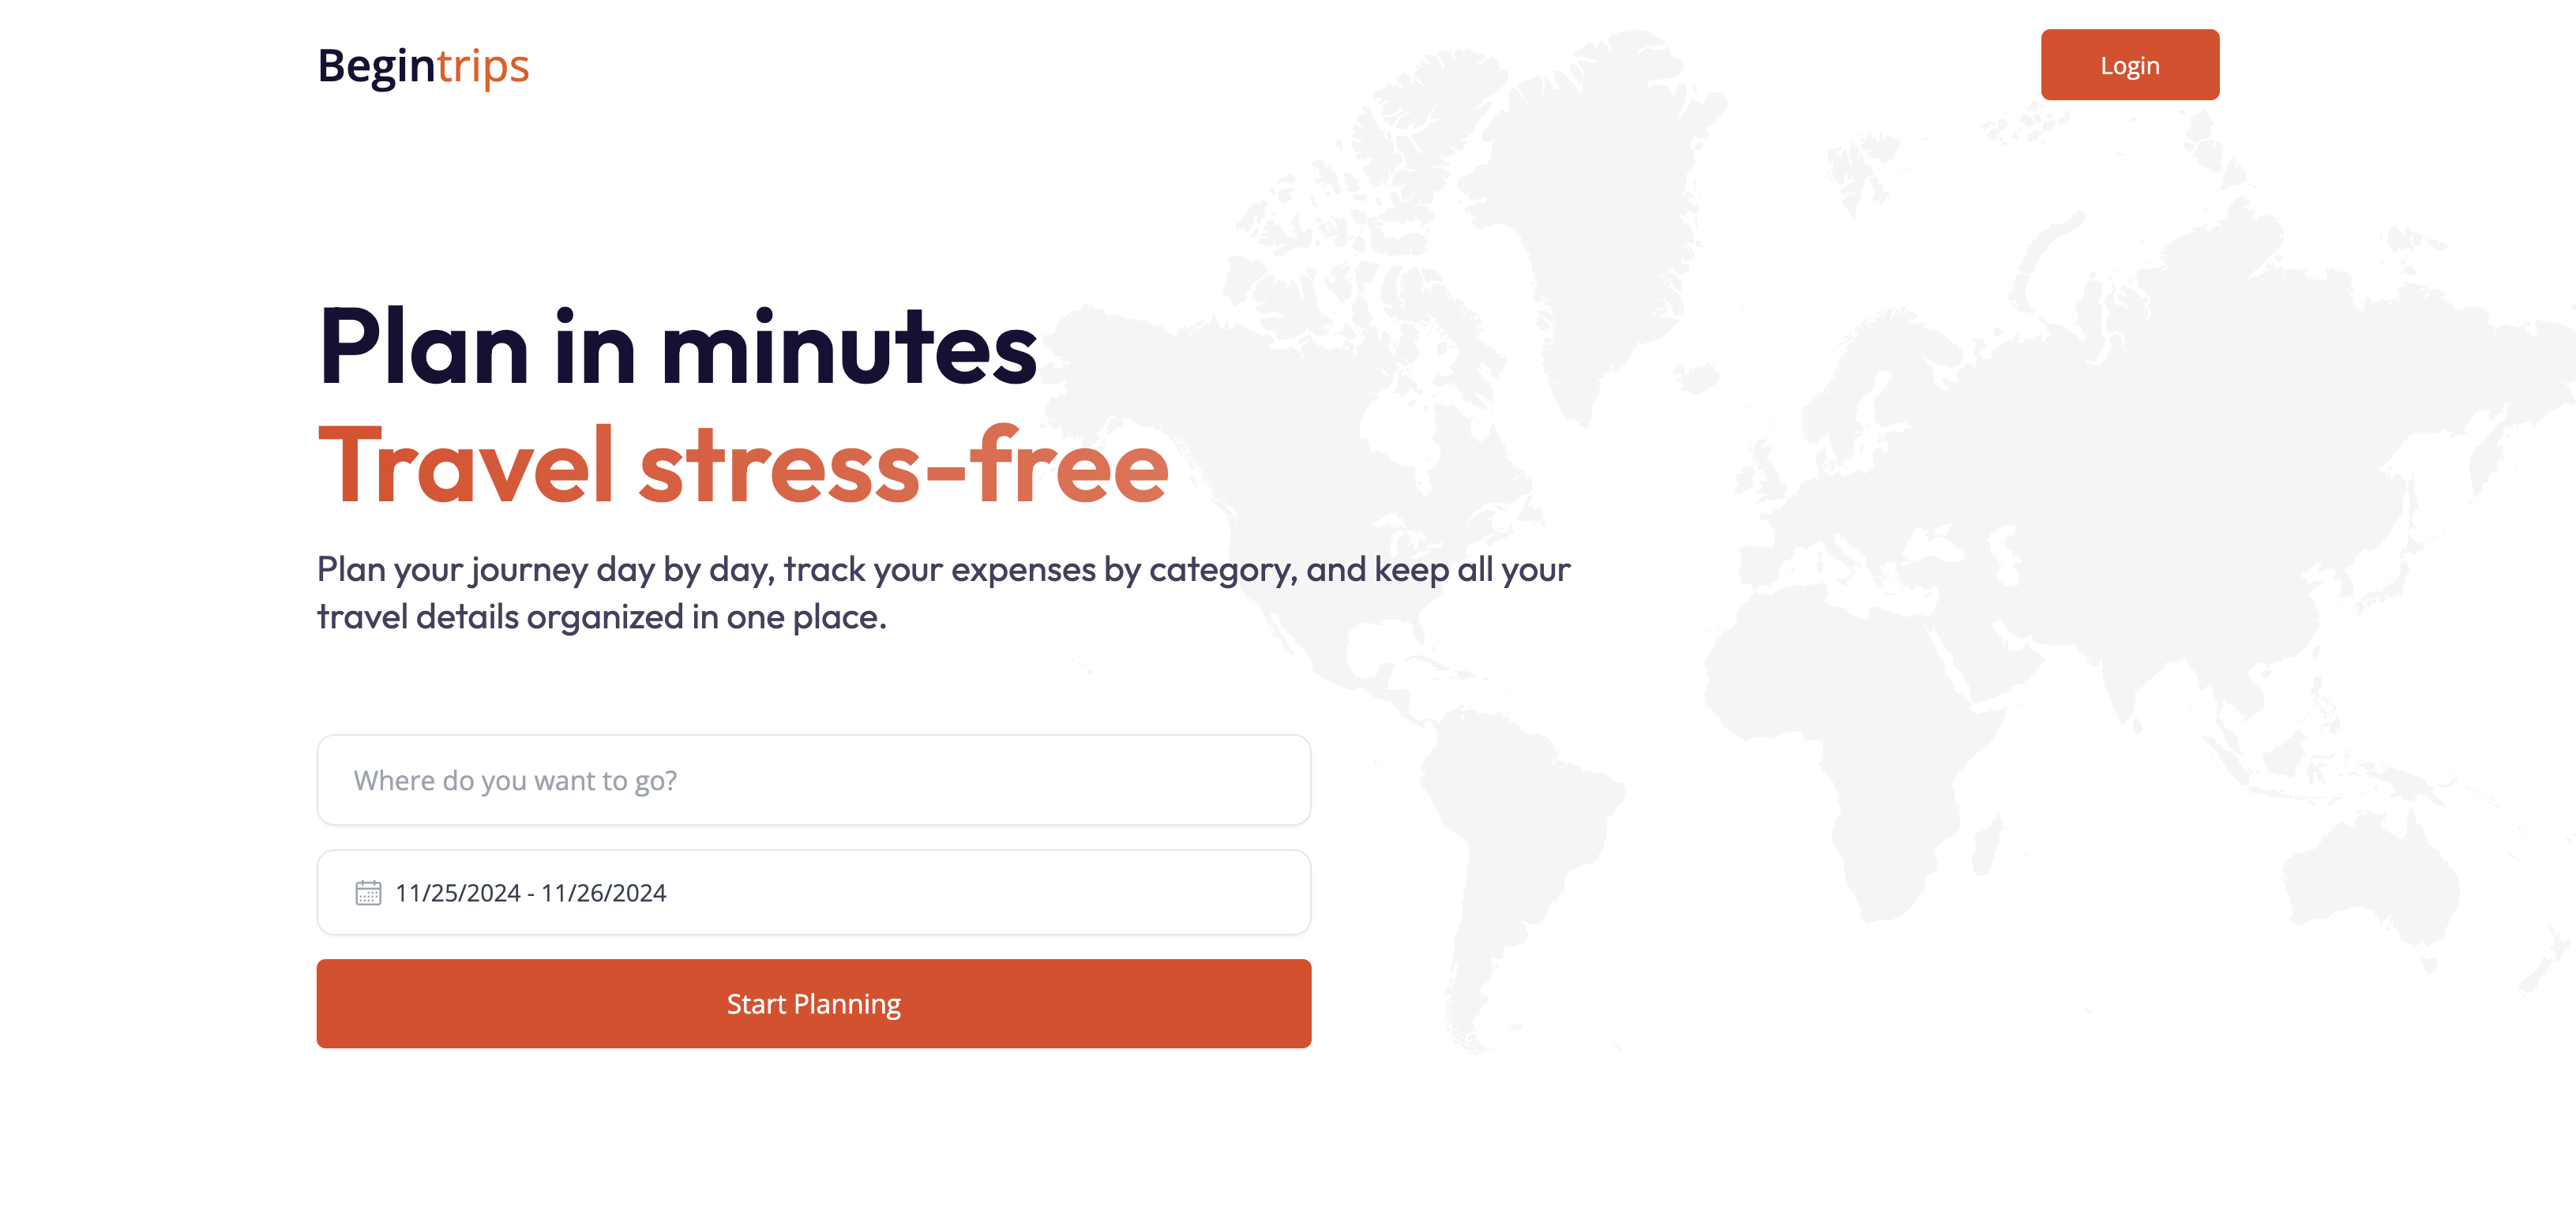 Begintrips
Login
Plan in minutes
Travel stress-free
Plan your journey day by day, track your expenses by category, and keep all your
travel details organized in one place.
Where do you want to go?
11/25/2024 - 11/26/2024
Start Planning